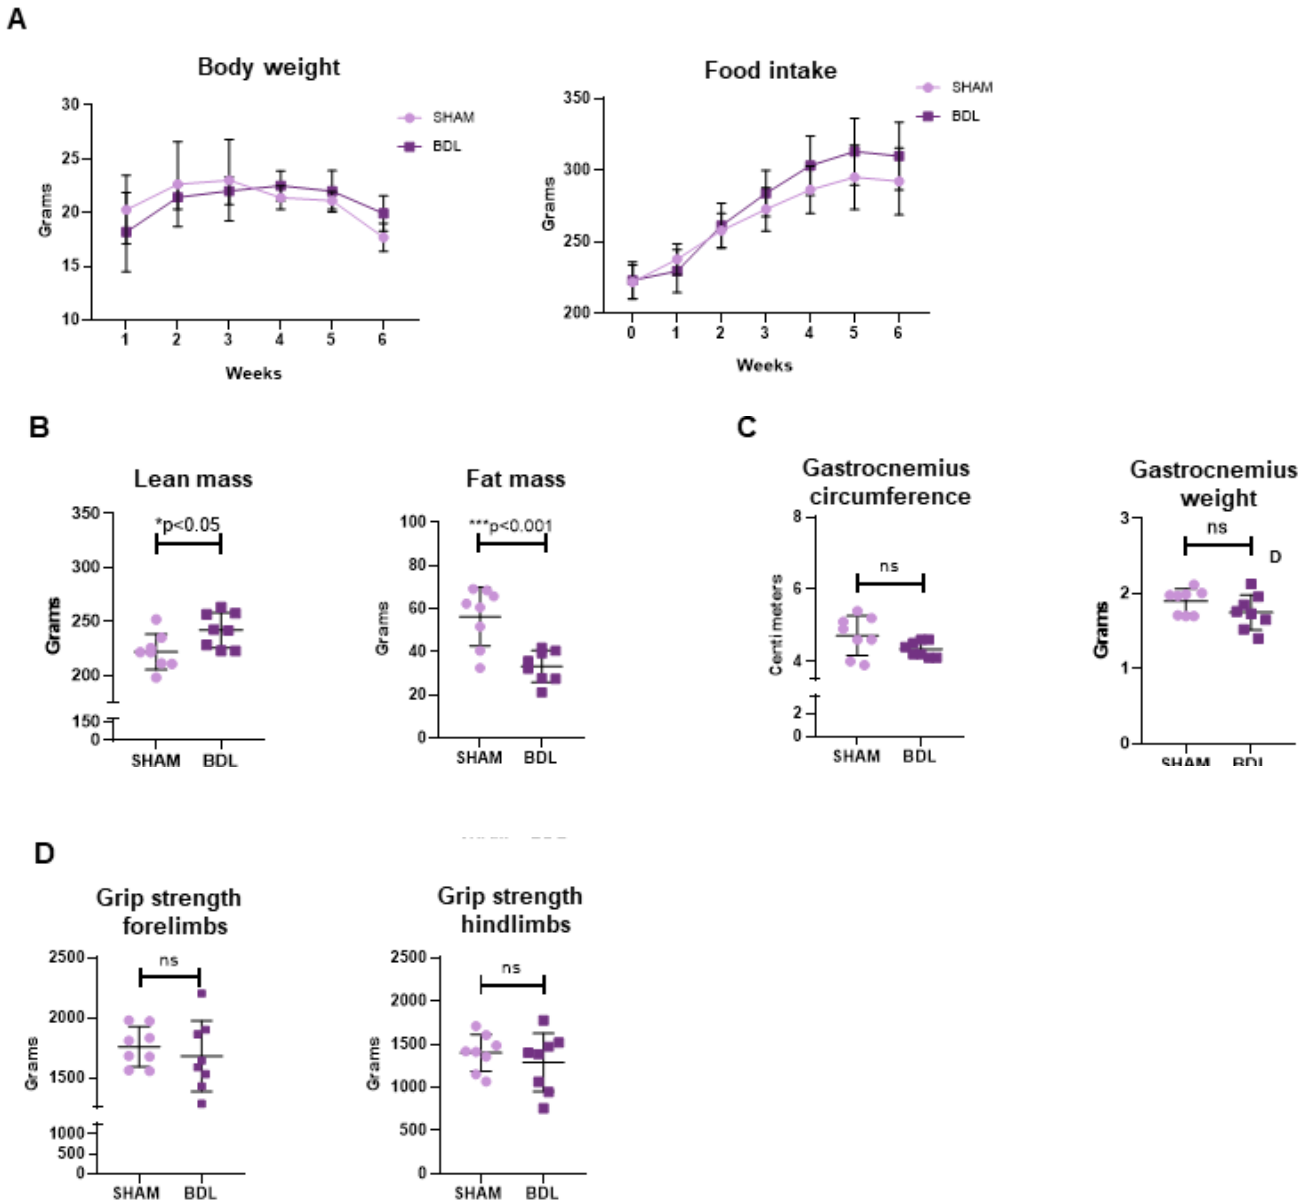 A
Body weight
30
25
20
15
10
Grams
1 2 3 4 5 6
Weeks
SHAM
BDL
Food intake
350
300
250
200
Grams
0 1 2 3 4 5 6
Weeks
SHAM
BDL
B
Lean mass
*p<0.05
350
300
250
200
150
0
Grams
SHAM BDL
Fat mass
***p<0.001
100
80
60
40
20
0
Grams
SHAM BDL
C
Gastrocnemius
circumference
ns
8
6
4
2
0
Centimeters
SHAM BDL
Gastrocnemius
weight
ns
D
3
2
1
0
Grams
SHAM BDL
D
Grip strength
forelimbs
ns
2500
2000
1500
1000
500
0
Grams
SHAM BDL
Grip strength
hindlimbs
ns
2500
2000
1500
1000
500
0
Grams
SHAM BDL